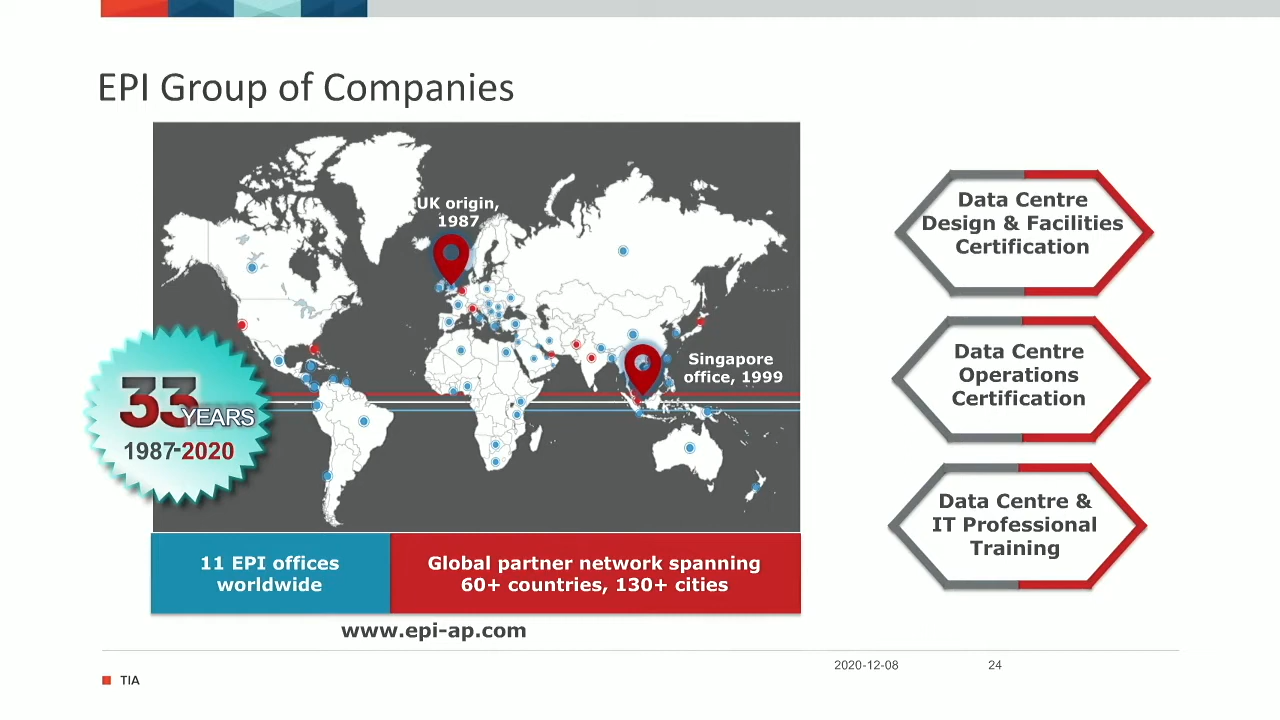 EPI Group of Companies
UK origin,
1987
Singapore
office, 1999
33
YEARS
1987-2020
11 EPI offices
worldwide
Global partner network spanning
60+ countries, 130+ cities
www.epi-ap.com
Data Centre
Design & Facilities
Certification
Data Centre
Operations
Certification
Data Centre &
IT Professional
Training
TIA
2020-12-08
24